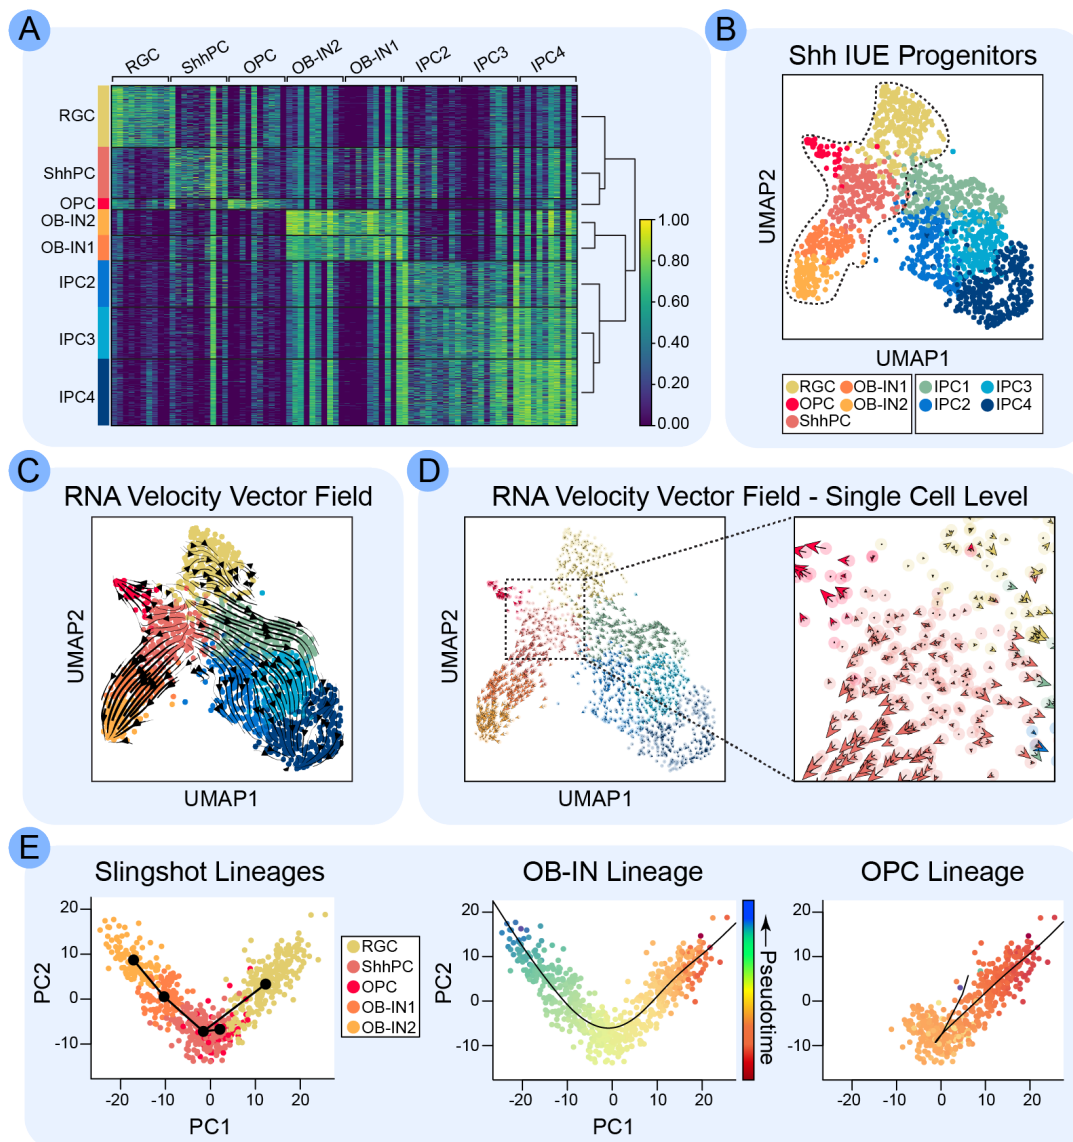 A
RGC ShhPC OPC OB-IN2 OB-IN1 IPC2 IPC3 IPC4
RGC
ShhPC
OPC
OB-IN2
OB-IN1
IPC2
IPC3
IPC4
1.00
0.80
0.60
0.40
0.20
0.00
B
Shh IUE Progenitors
UMAP2
UMAP1
RGC OB-IN1 IPC1 IPC3
OPC OB-IN2 IPC2 IPC4
ShhPC
C
RNA Velocity Vector Field
UMAP2
UMAP1
D
RNA Velocity Vector Field - Single Cell Level
UMAP2
UMAP1
E
Slingshot Lineages
PC2
20
10
0
-10
-20 -10 0 10 20
PC1
RGC
ShhPC
OPC
OB-IN1
OB-IN2
OB-IN Lineage
PC2
20
10
0
-10
-20 -10 0 10 20
PC1
Pseudotime
OPC Lineage
20
10
0
-10
-20 -10 0 10 20